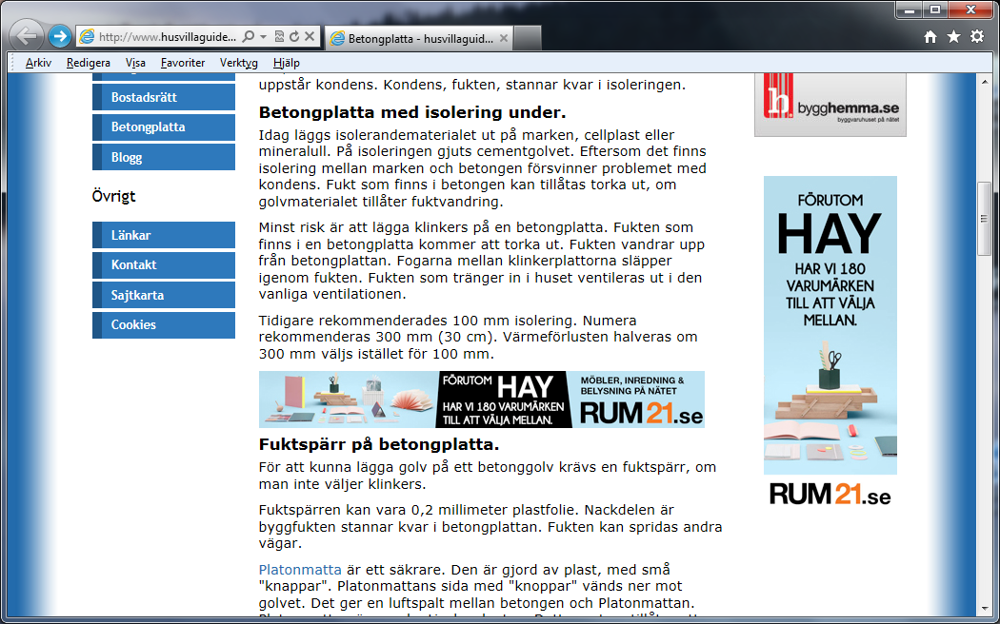 http://www.husvillaguide...
Betongplatta - husvillaguid...
Arkiv Redigera Visa Favoriter Verktyg Hjälp
Bostadsrätt
Betongplatta
Blogg
Övrigt
Länkar
Kontakt
Sajtkarta
Cookies
uppstår kondens. Kondens, fukten, stannar kvar i isoleringen.
Betongplatta med isolering under.
Idag läggs isolerandematerialet ut på marken, cellplast eller
mineralull. På isoleringen gjuts cementgolvet. Eftersom det finns
isolering mellan marken och betongen försvinner problemet med
kondens. Fukt som finns i betongen kan tillåtas torka ut, om
golvmaterialet tillåter fuktvandring.
Minst risk är att lägga klinkers på en betongplatta. Fukten som
finns i en betongplatta kommer att torka ut. Fukten vandrar upp
från betongplattan. Fogarna mellan klinkerplattorna släpper
igenom fukten. Fukten som tränger in i huset ventileras ut i den
vanliga ventilationen.
Tidigare rekommenderades 100 mm isolering. Numera
rekommenderas 300 mm (30 cm). Värmeförlusten halveras om
300 mm väljs istället för 100 mm.
FÖRUTOM HAY
HAR VI 180 VARUMÄRKEN
TILL ATT VÄLJA MELLAN.
MÖBLER, INREDNING &
BELYSNING PÅ NÄTET
RUM21.se
Fuktspärr på betongplatta.
För att kunna lägga golv på ett betonggolv krävs en fuktspärr, om
man inte väljer klinkers.
Fuktspärren kan vara 0,2 millimeter plastfolie. Nackdelen är
byggfukten stannar kvar i betongplattan. Fukten kan spridas andra
vägar.
Platonmatta är ett säkrare. Den är gjord av plast, med små
"knappar". Platonmattans sida med "knoppar" vänds ner mot
golvet. Det ger en luftspalt mellan betongen och Platonmattan.
h
bygghemma.se
byggvaruhuset på nätet
FÖRUTOM
HAY
HAR VI 180
VARUMÄRKEN
TILL ATT VÄLJA
MELLAN.
RUM21.se